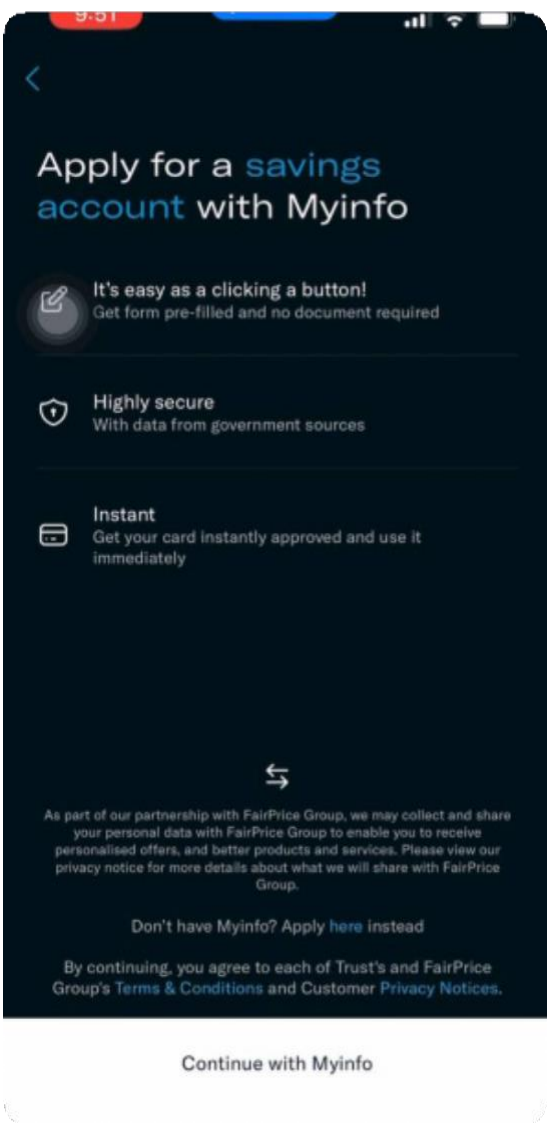 9:51
Apply for a savings
account with Myinfo
It's easy as a clicking a button!
Get form pre-filled and no document required
Highly secure
With data from government sources
Instant
Get your card instantly approved and use it
immediately
As part of our partnership with FairPrice Group, we may collect and share
your personal data with FairPrice Group to enable you to receive
personalised offers, and better products and services. Please view our
privacy notice for more details about what we will share with FairPrice
Group.
Don't have Myinfo? Apply here instead
By continuing, you agree to each of Trust's and FairPrice
Group's Terms & Conditions and Customer Privacy Notices.
Continue with Myinfo